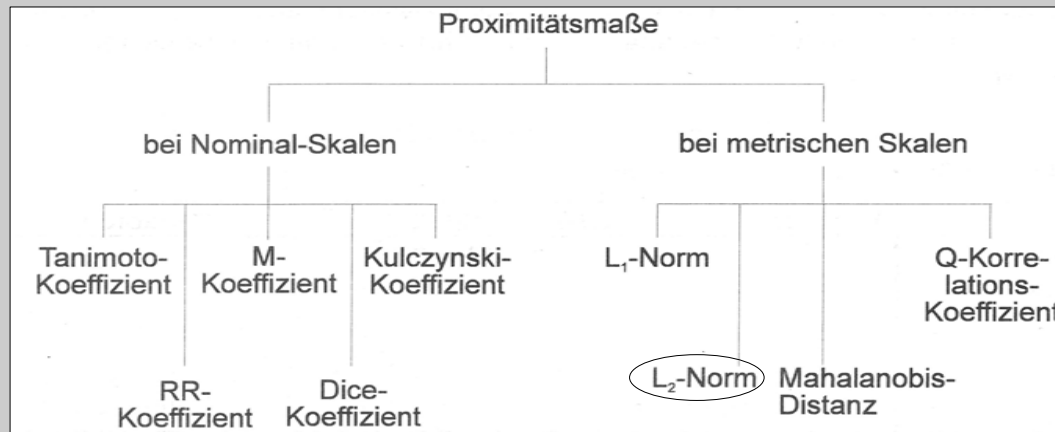 Proximitätsmaße
bei Nominal-Skalen
bei metrischen Skalen
Tanimoto-
Koeffizient
M-
Koeffizient
Kulczynski-
Koeffizient
L₁-Norm
Q-Korre-
lations-
Koeffizient
RR-
Koeffizient
Dice-
Koeffizient
L₂-Norm
Mahalanobis-
Distanz